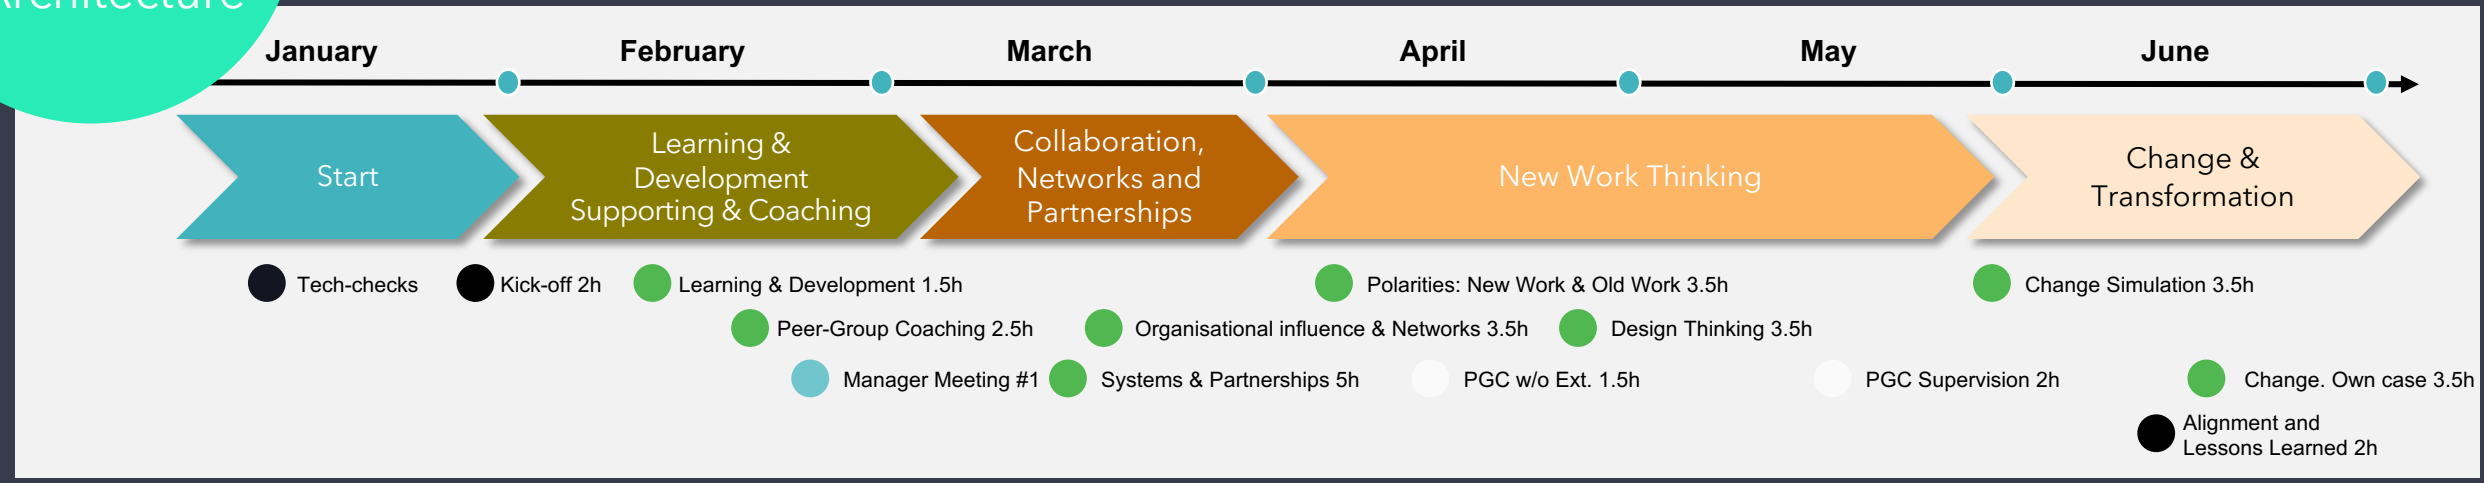 Architecture
January
February
March
April
May
June
Start
Learning &
Development
Supporting & Coaching
Collaboration,
Networks and
Partnerships
New Work Thinking
Change &
Transformation
Tech-checks
Kick-off 2h
Learning & Development 1.5h
Polarities: New Work & Old Work 3.5h
Change Simulation 3.5h
Peer-Group Coaching 2.5h
Organisational influence & Networks 3.5h
Design Thinking 3.5h
Manager Meeting #1
Systems & Partnerships 5h
PGC w/o Ext. 1.5h
PGC Supervision 2h
Change. Own case 3.5h
Alignment and
Lessons Learned 2h